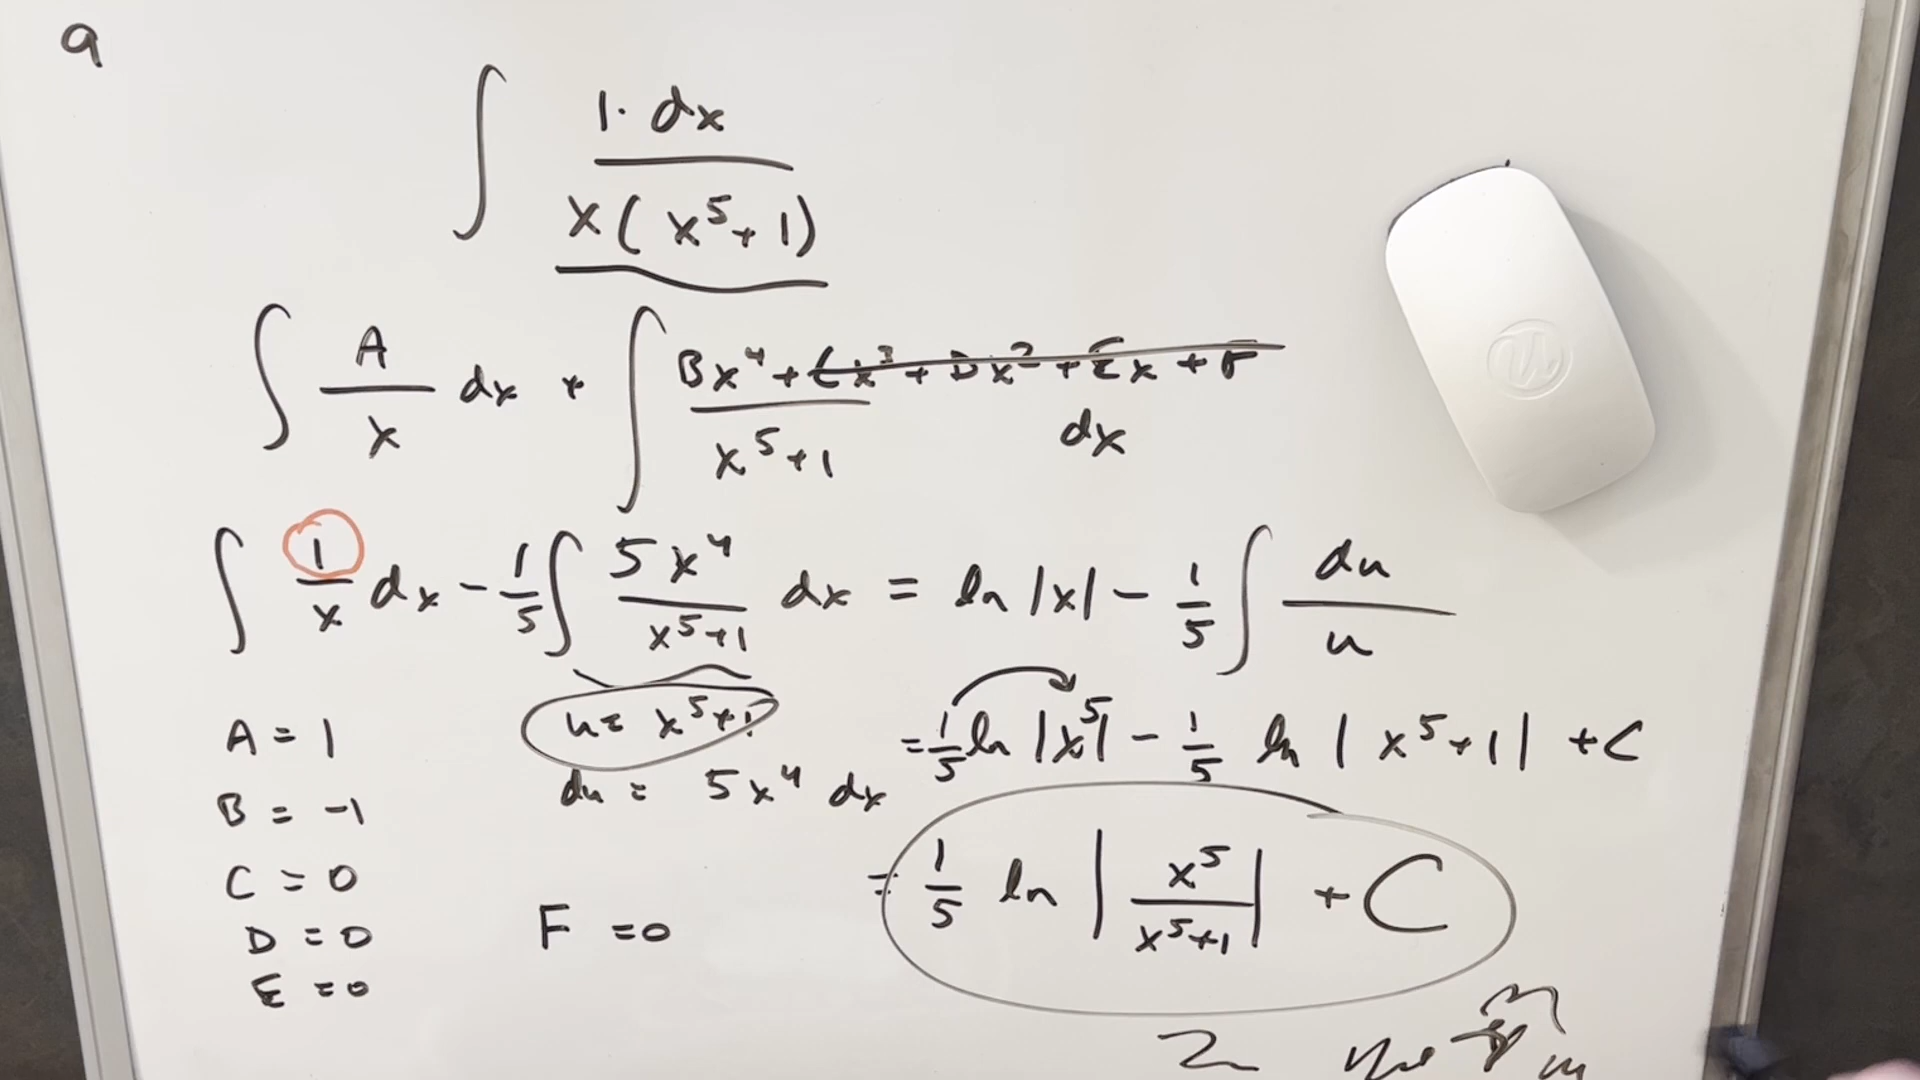 a
∫ 1· dx / x(x⁵+1)
∫ A/x dx + ∫ Bx⁴+Cx³+Dx²+Ex+F / x⁵+1 dx
∫ 1/x dx - 1/5 ∫ 5x⁴ / x⁵+1 dx = ln |x| - 1/5 ∫ du/u
u = x⁵+1
du = 5x⁴ dx
A = 1
B = -1
C = 0
D = 0
E = 0
F = 0
= 1/5 ln |x⁵| - 1/5 ln | x⁵+1 | + C
= 1/5 ln | x⁵ / x⁵+1 | + C